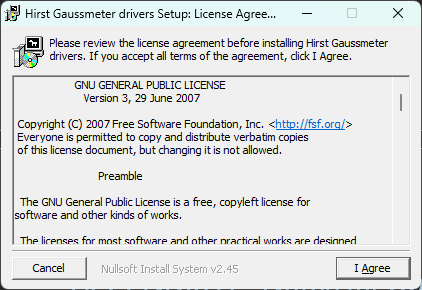 Hirst Gaussmeter drivers Setup: License Agree...
Please review the license agreement before installing Hirst Gaussmeter
drivers. If you accept all terms of the agreement, click I Agree.
GNU GENERAL PUBLIC LICENSE
Version 3, 29 June 2007
Copyright (C) 2007 Free Software Foundation, Inc. <http://fsf.org/>
Everyone is permitted to copy and distribute verbatim copies
of this license document, but changing it is not allowed.
Preamble
The GNU General Public License is a free, copyleft license for
software and other kinds of works.
The licenses for most software and other practical works are designed
Cancel
Nullsoft Install System v2.45
I Agree